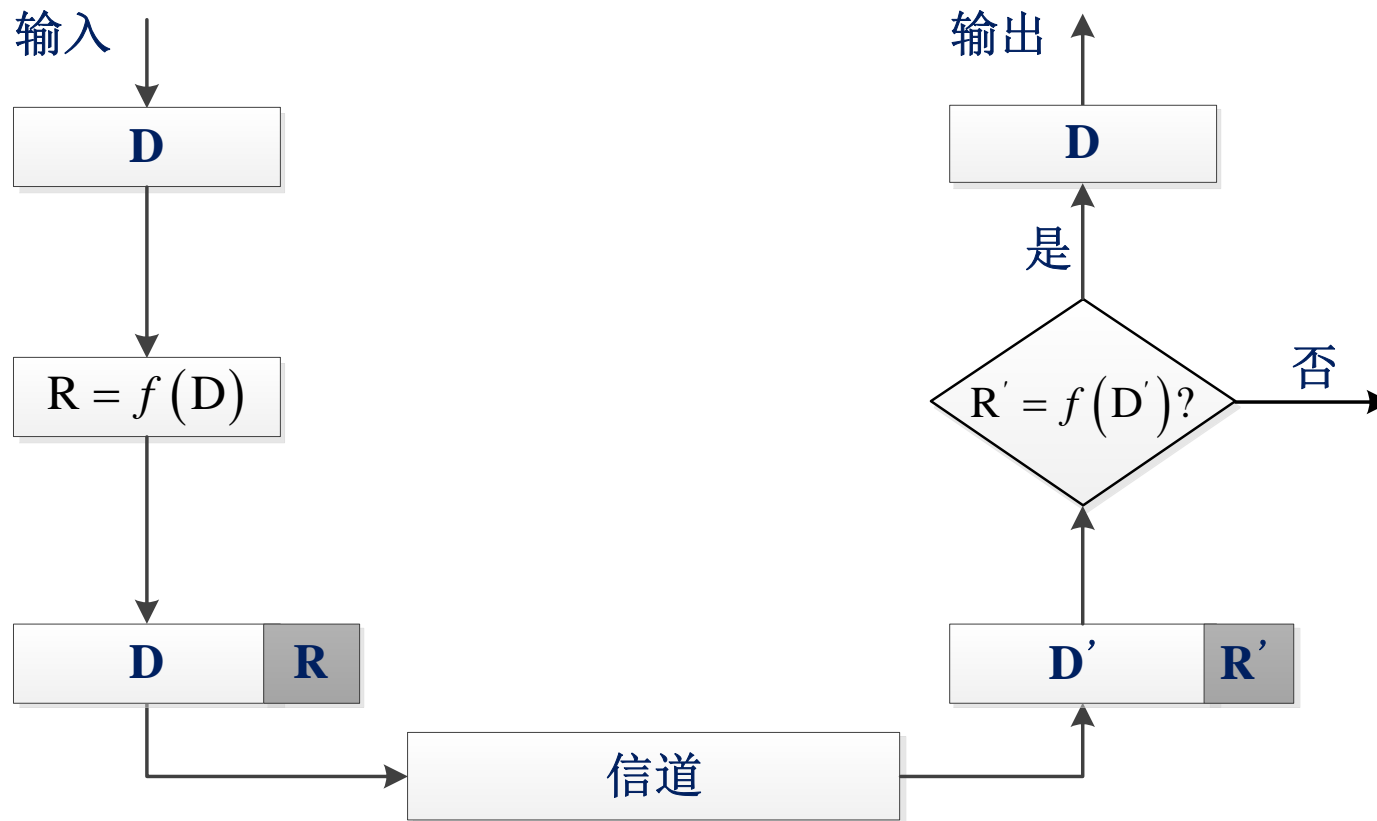 输入
D
R = f(D)
D R
信道
D’ R’
R′ = f(D′)?
否
是
D
输出